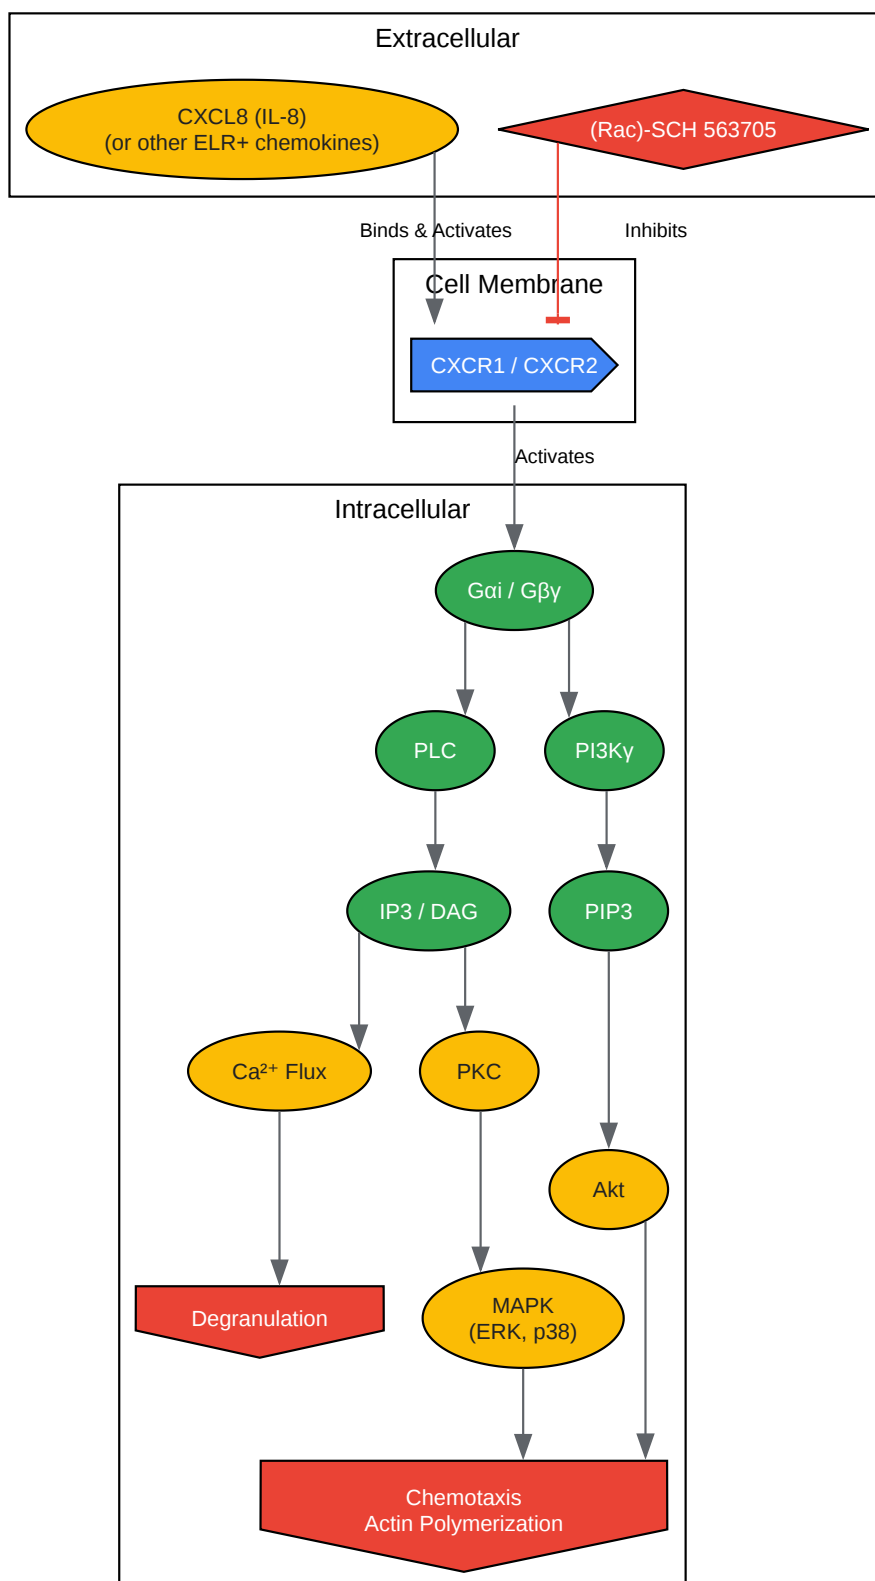 Extracellular
CXCL8 (IL-8)
(or other ELR+ chemokines)
(Rac)-SCH 563705
Binds & Activates
Inhibits
Cell Membrane
CXCR1 / CXCR2
Activates
Intracellular
Gαi / Gβγ
PLC
PI3Kγ
IP3 / DAG
PIP3
Ca²⁺ Flux
PKC
Akt
Degranulation
MAPK
(ERK, p38)
Chemotaxis
Actin Polymerization